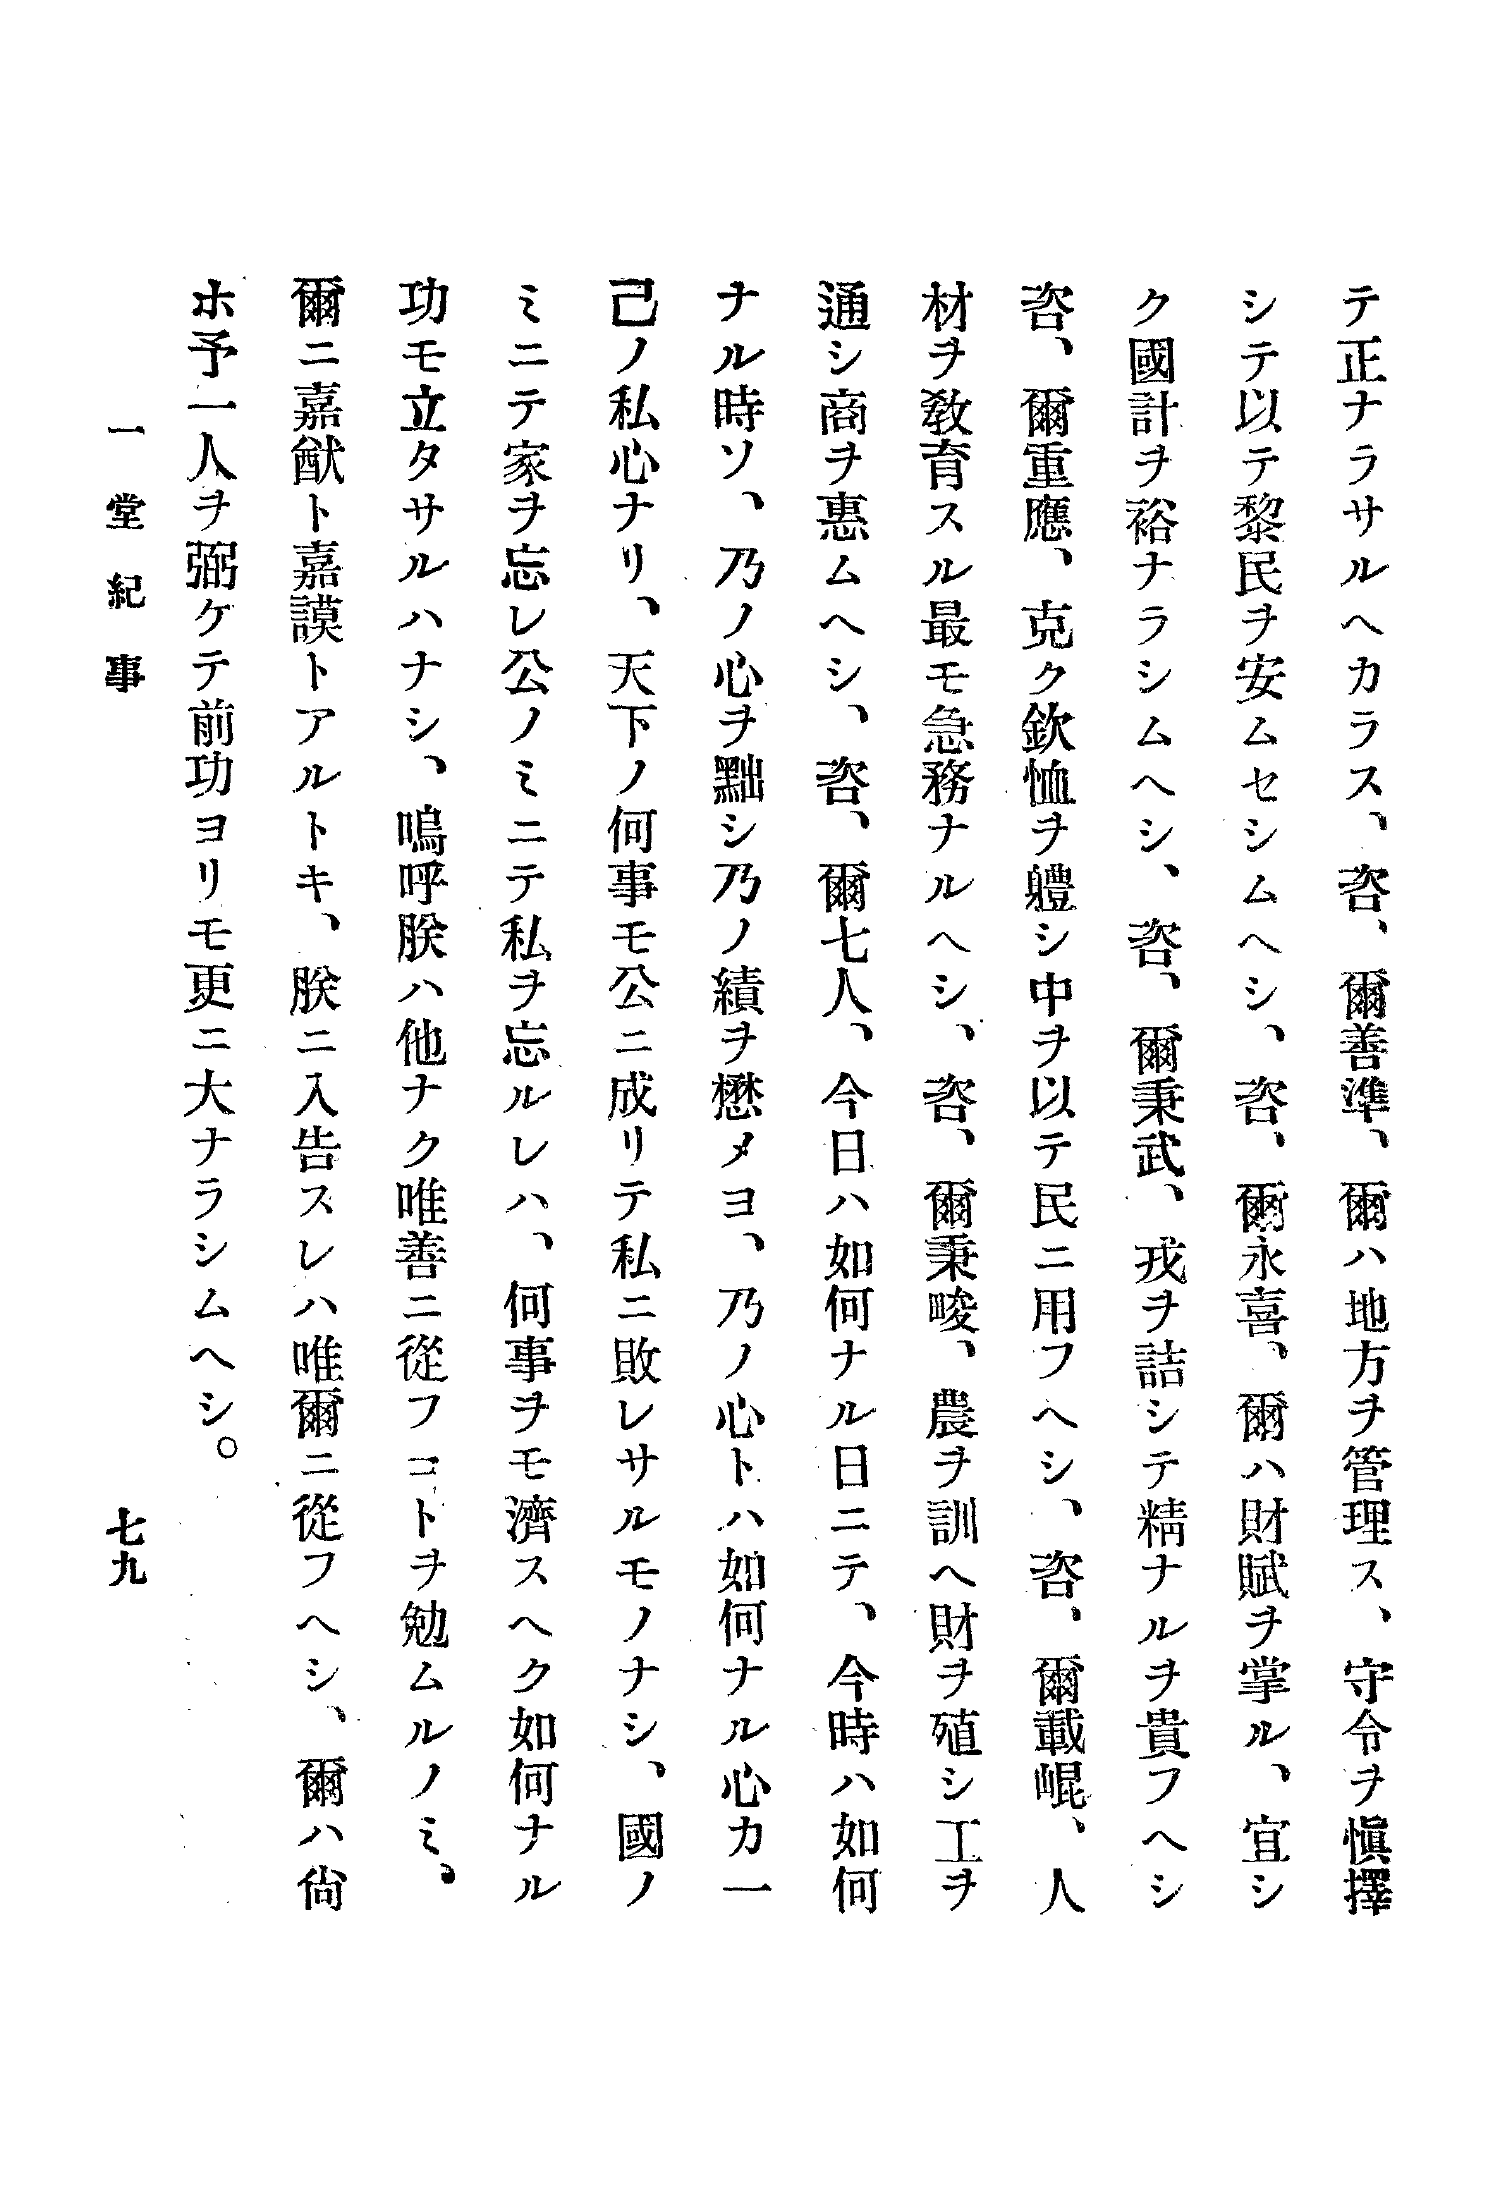 テ正ナラサルヘカラス、咨、爾善準、爾ハ地方ヲ管理ス、守令ヲ愼擇
シテ以テ黎民ヲ安ムセシムヘシ、咨、爾永喜、爾ハ財賦ヲ掌ル、宜シ
ク國計ヲ裕ナラシムヘシ、咨、爾秉武、戎ヲ詰シテ精ナルヲ貴フヘシ
咨、爾重應、克ク欽恤ヲ軆シ中ヲ以テ民ニ用フヘシ、咨、爾載崐、人
材ヲ敎育スル最モ急務ナルヘシ、咨、爾秉畯、農ヲ訓ヘ財ヲ殖シ工ヲ
通シ商ヲ惠ムヘシ、咨、爾七人、今日ハ如何ナル日ニテ、今時ハ如何
ナル時ソ、乃ノ心ヲ黜シ乃ノ績ヲ懋メヨ、乃ノ心トハ如何ナル心カ一
己ノ私心ナリ、天下ノ何事モ公ニ成リテ私ニ敗レサルモノナシ、國ノ
ミニテ家ヲ忘レ公ノミニテ私ヲ忘ルレハ、何事ヲモ濟スヘク如何ナル
功モ立タサルハナシ、嗚呼朕ハ他ナク唯善ニ從フコトヲ勉ムルノミ。
爾ニ嘉猷ト嘉謨トアルトキ、朕ニ入告スレハ唯爾ニ從フヘシ、爾ハ尙
ホ予一人ヲ弼ケテ前功ヨリモ更ニ大ナラシムヘシ。
一堂紀事
七九